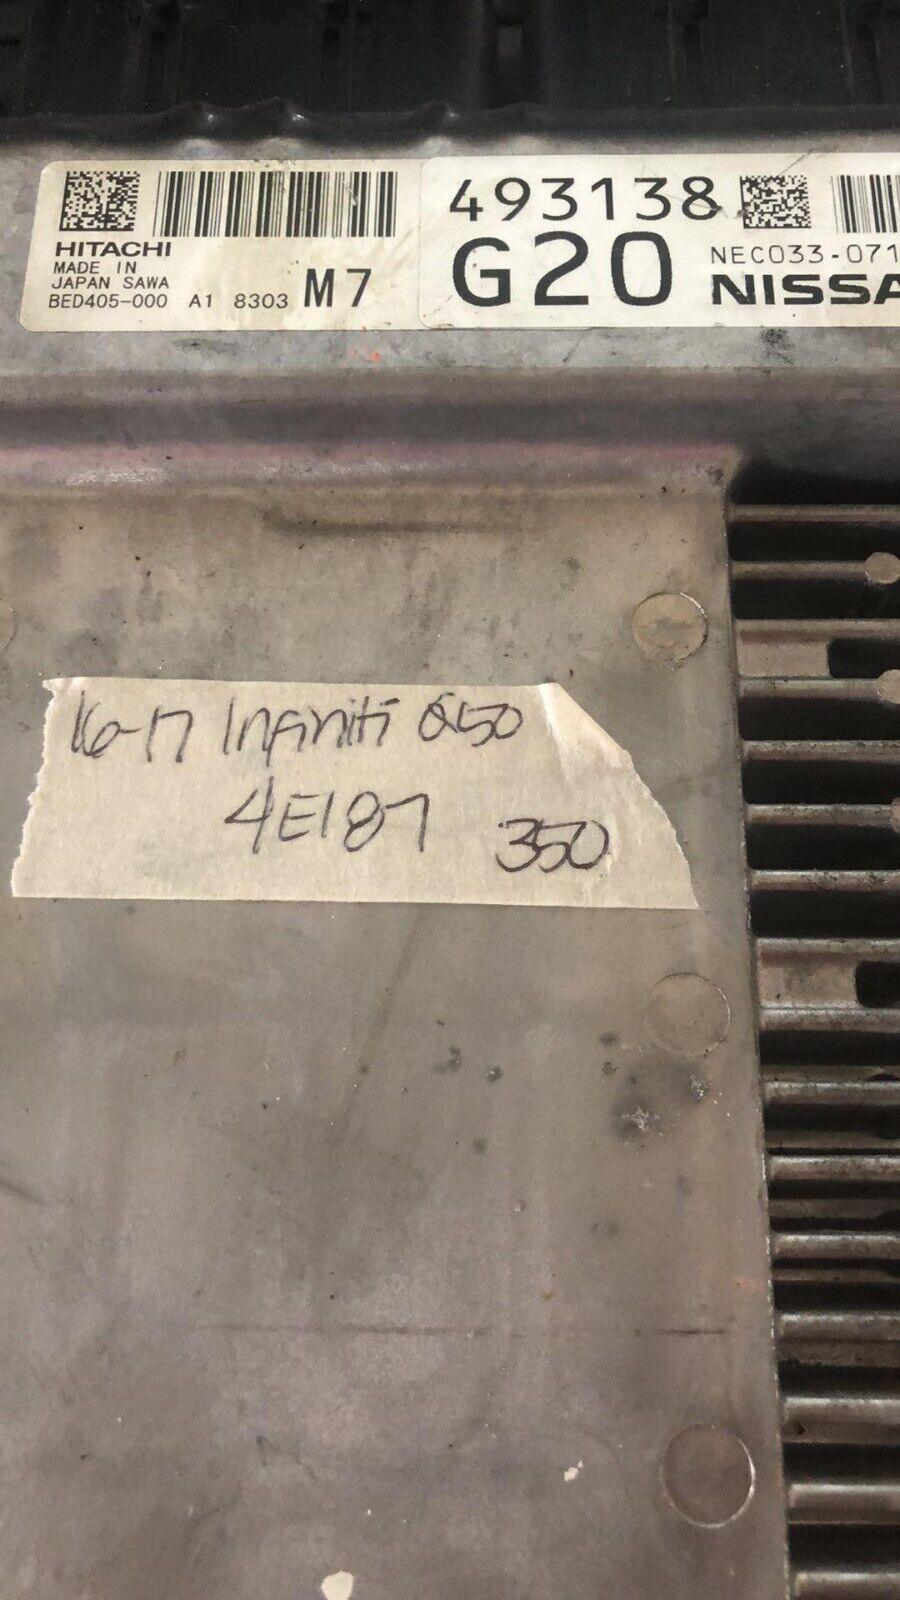 HITACHI
MADE IN
JAPAN SAWA
BED405-000 A1 8303 M7
493138
G20
NEC033-071
NISSA
16-17 Infiniti Q50
4E187 350